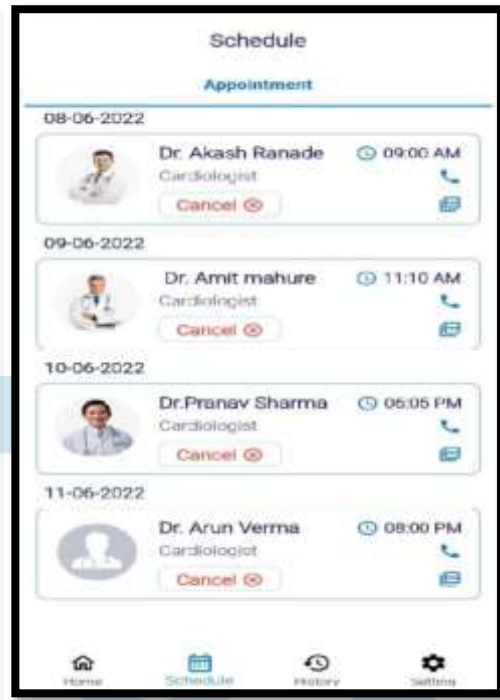 Schedule
Appointment
08-06-2022
Dr. Akash Ranade 09:00 AM
Cardiologist
Cancel
09-06-2022
Dr. Amit mahure 11:10 AM
Cardiologist
Cancel
10-06-2022
Dr.Pranav Sharma 06:05 PM
Cardiologist
Cancel
11-06-2022
Dr. Arun Verma 08:00 PM
Cardiologist
Cancel
Home Schedule History Setting